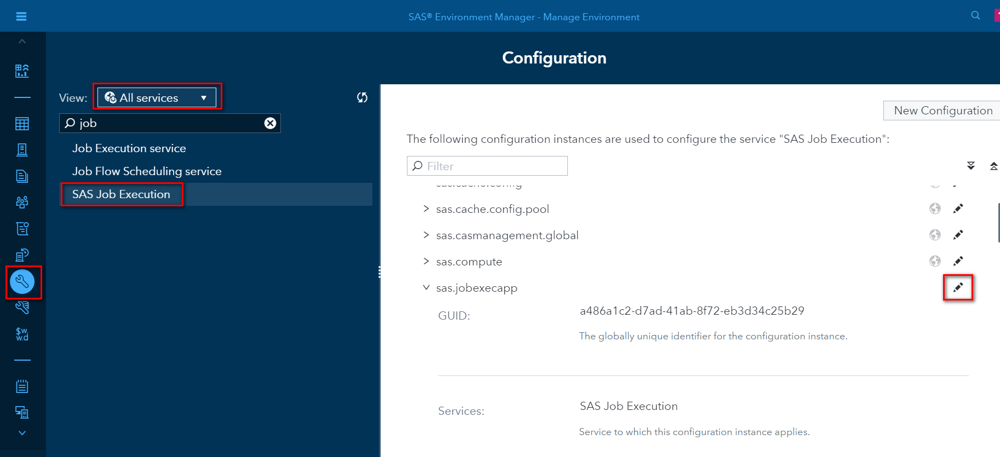 SAS® Environment Manager - Manage Environment
Configuration
View: All services
job
Job Execution service
Job Flow Scheduling service
SAS Job Execution
New Configuration
The following configuration instances are used to configure the service "SAS Job Execution":
Filter
sas.cache.config
sas.cache.config.pool
sas.casmanagement.global
sas.compute
sas.jobexecapp
GUID: a486a1c2-d7ad-41ab-8f72-eb3d34c25b29
The globally unique identifier for the configuration instance.
Services: SAS Job Execution
Service to which this configuration instance applies.
$w.
w.d